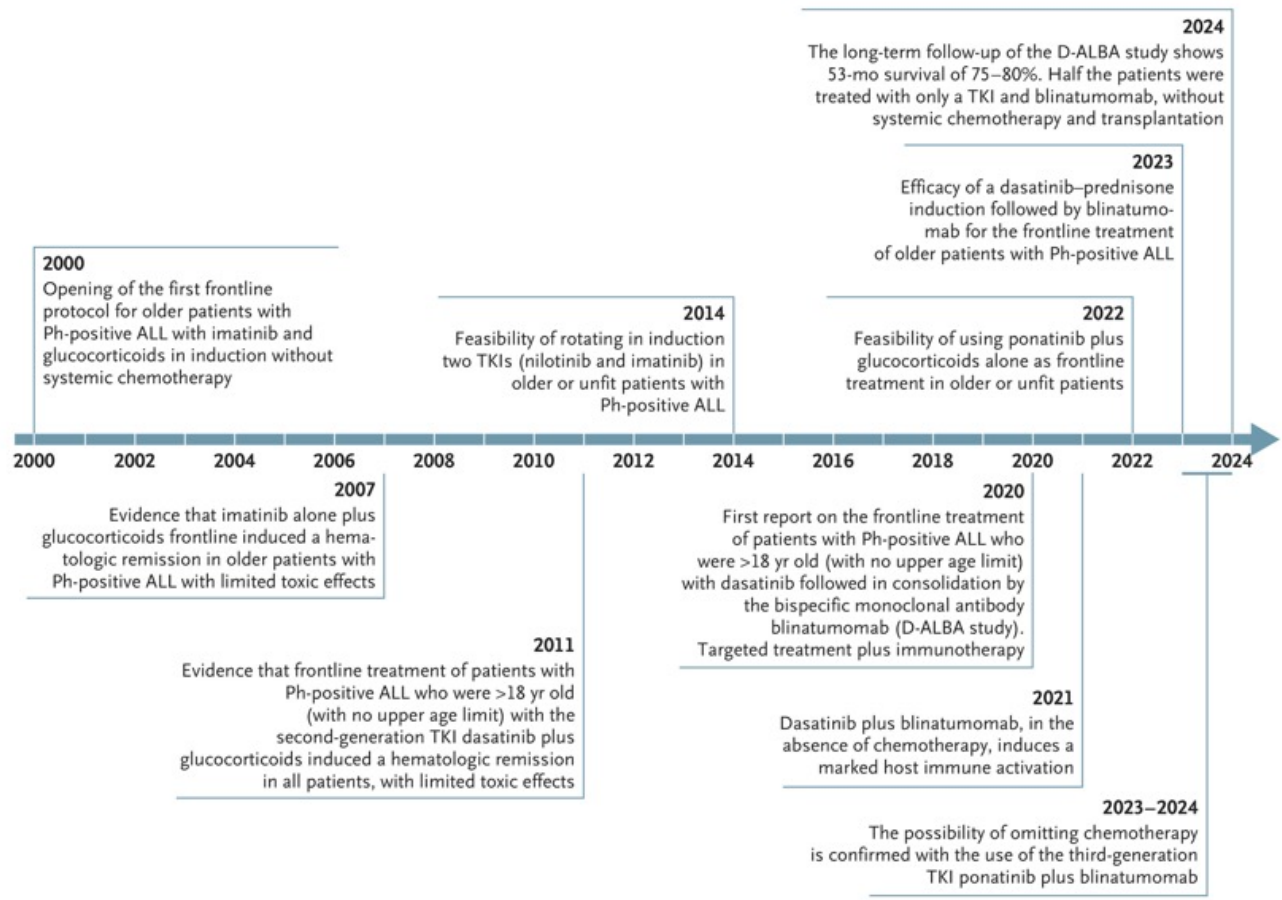 2024
The long-term follow-up of the D-ALBA study shows
53-mo survival of 75–80%. Half the patients were
treated with only a TKI and blinatumomab, without
systemic chemotherapy and transplantation
2023
Efficacy of a dasatinib–prednisone
induction followed by blinatumo-
mab for the frontline treatment
of older patients with Ph-positive ALL
2000
Opening of the first frontline
protocol for older patients with
Ph-positive ALL with imatinib and
glucocorticoids in induction without
systemic chemotherapy
2014
Feasibility of rotating in induction
two TKIs (nilotinib and imatinib) in
older or unfit patients with
Ph-positive ALL
2022
Feasibility of using ponatinib plus
glucocorticoids alone as frontline
treatment in older or unfit patients
2000 2002 2004 2006 2008 2010 2012 2014 2016 2018 2020 2022 2024
2007
Evidence that imatinib alone plus
glucocorticoids frontline induced a hema-
tologic remission in older patients with
Ph-positive ALL with limited toxic effects
2011
Evidence that frontline treatment of patients with
Ph-positive ALL who were >18 yr old
(with no upper age limit) with the
second-generation TKI dasatinib plus
glucocorticoids induced a hematologic remission
in all patients, with limited toxic effects
2020
First report on the frontline treatment
of patients with Ph-positive ALL who
were >18 yr old (with no upper age limit)
with dasatinib followed in consolidation by
the bispecific monoclonal antibody
blinatumomab (D-ALBA study).
Targeted treatment plus immunotherapy
2021
Dasatinib plus blinatumomab, in the
absence of chemotherapy, induces a
marked host immune activation
2023–2024
The possibility of omitting chemotherapy
is confirmed with the use of the third-generation
TKI ponatinib plus blinatumomab